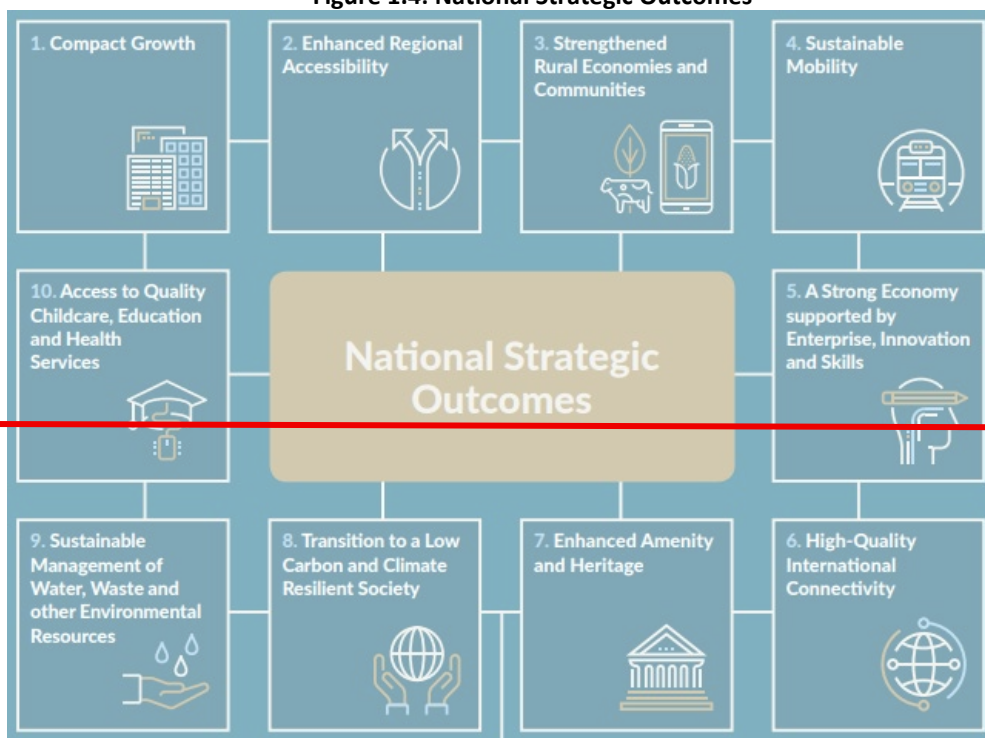 Figure 1.4: National Strategic Outcomes
1. Compact Growth
2. Enhanced Regional
Accessibility
3. Strengthened
Rural Economies and
Communities
4. Sustainable
Mobility
10. Access to Quality
Childcare, Education
and Health
Services
National Strategic
Outcomes
5. A Strong Economy
supported by
Enterprise, Innovation
and Skills
9. Sustainable
Management of
Water, Waste and
other Environmental
Resources
8. Transition to a Low
Carbon and Climate
Resilient Society
7. Enhanced Amenity
and Heritage
6. High-Quality
International
Connectivity